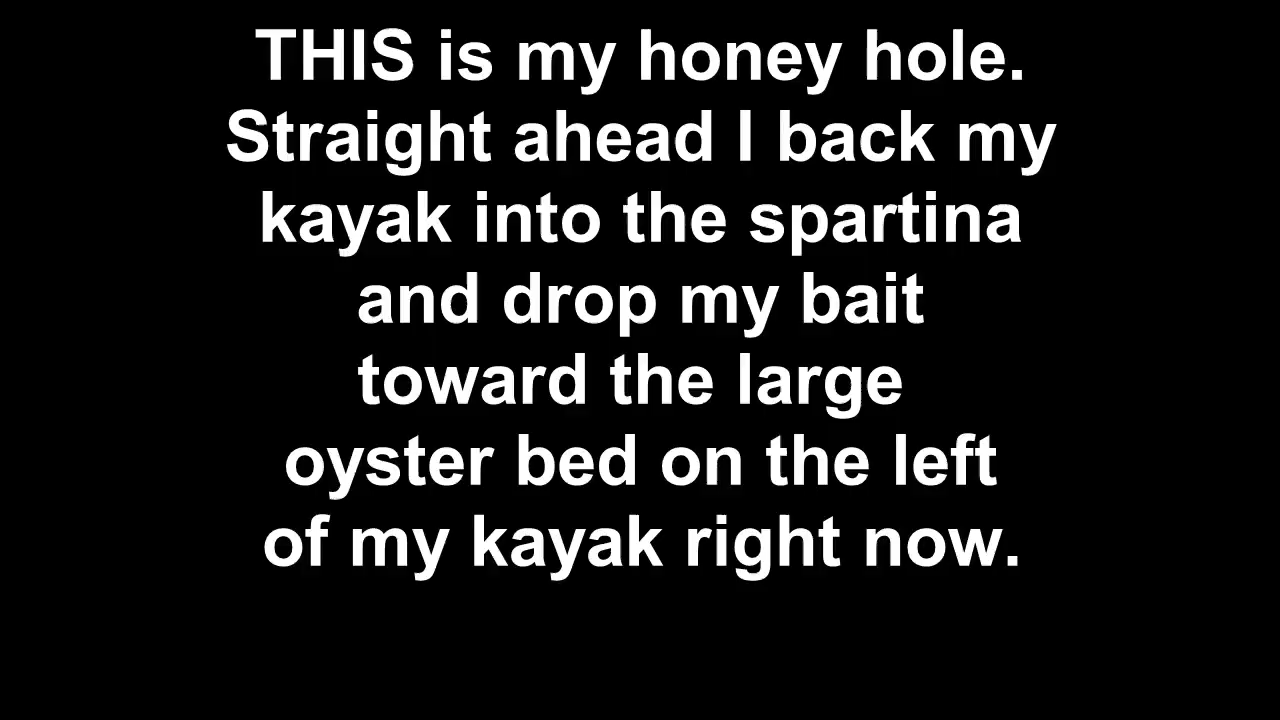 THIS is my honey hole.
Straight ahead I back my
kayak into the spartina
and drop my bait
toward the large
oyster bed on the left
of my kayak right now.